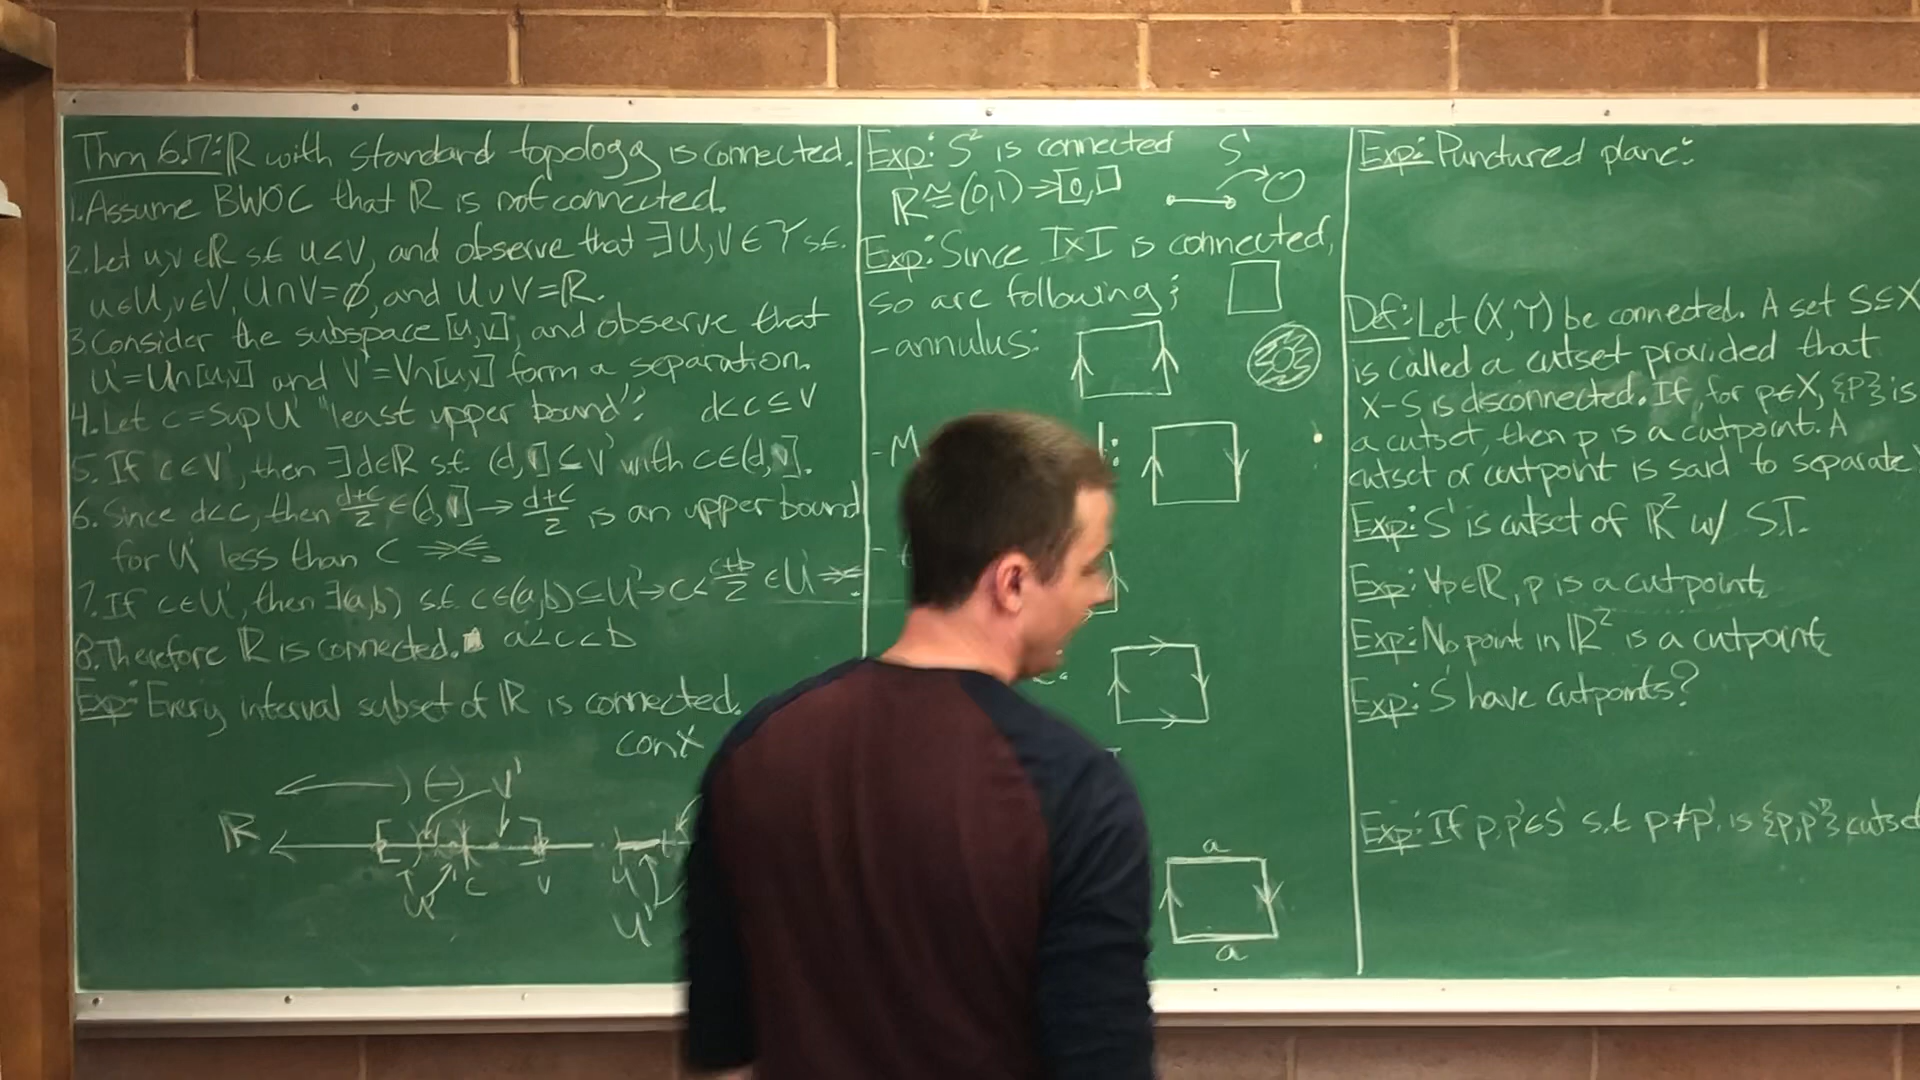 Thm 6.7: ℝ with standard topology is connected.
1. Assume BWOC that ℝ is not connected.
2. Let u,v ∈ ℝ s.t. u<v, and observe that ∃ U,V ∈ 𝒯 s.t.
u∈U, v∈V, U∩V=∅, and U∪V=ℝ.
3. Consider the subspace [u,v], and observe that
U'=U∩[u,v] and V'=V∩[u,v] form a separation.
4. Let c = sup U' "least upper bound": d<c≤v
5. If c∈V', then ∃d∈ℝ s.t. (d, ]⊆V' with c∈(d, ].
6. Since d<c, then (d+c)/2 ∈ (d, ] → (d+c)/2 is an upper bound
for U' less than c ⨳.
7. If c∈U', then ∃(a,b) s.t. c∈(a,b)⊆U' → c< (c+b)/2 ∈ U' ⨳.
8. Therefore ℝ is connected. ■ a<c<b
Exp: Every interval subset of ℝ is connected.
conX
) (-) V'
ℝ [ ) ]
U' c v
U'
Exp: S² is connected S¹
ℝ ≅ (0,1) ⇒ [0,
Exp: Since I×I is connected,
so are following;
- annulus:
- M :
- t
a
a
Exp: Punctured plane:
Def: Let (X,𝒯) be connected. A set S⊆X
is called a cutset provided that
X-S is disconnected. If, for p∈X, {p} is
a cutset, then p is a cutpoint. A
cutset or cutpoint is said to separate
Exp: S¹ is cutset of ℝ² w/ S.T.
Exp: ∀p∈ℝ, p is a cutpoint
Exp: No point in ℝ² is a cutpoint
Exp: S¹ have cutpoints?
Exp: If p,p'∈S¹ s.t. p≠p', is {p,p'} cutset